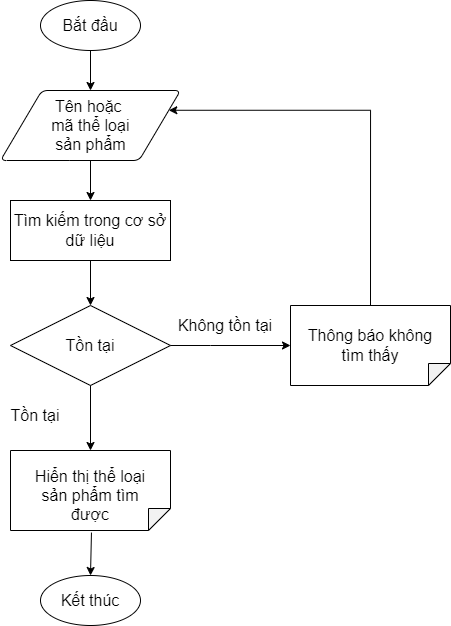 Bắt đầu
Tên hoặc
mã thể loại
sản phẩm
Tìm kiếm trong cơ sở
dữ liệu
Tồn tại
Không tồn tại
Thông báo không
tìm thấy
Tồn tại
Hiển thị thể loại
sản phẩm tìm
được
Kết thúc